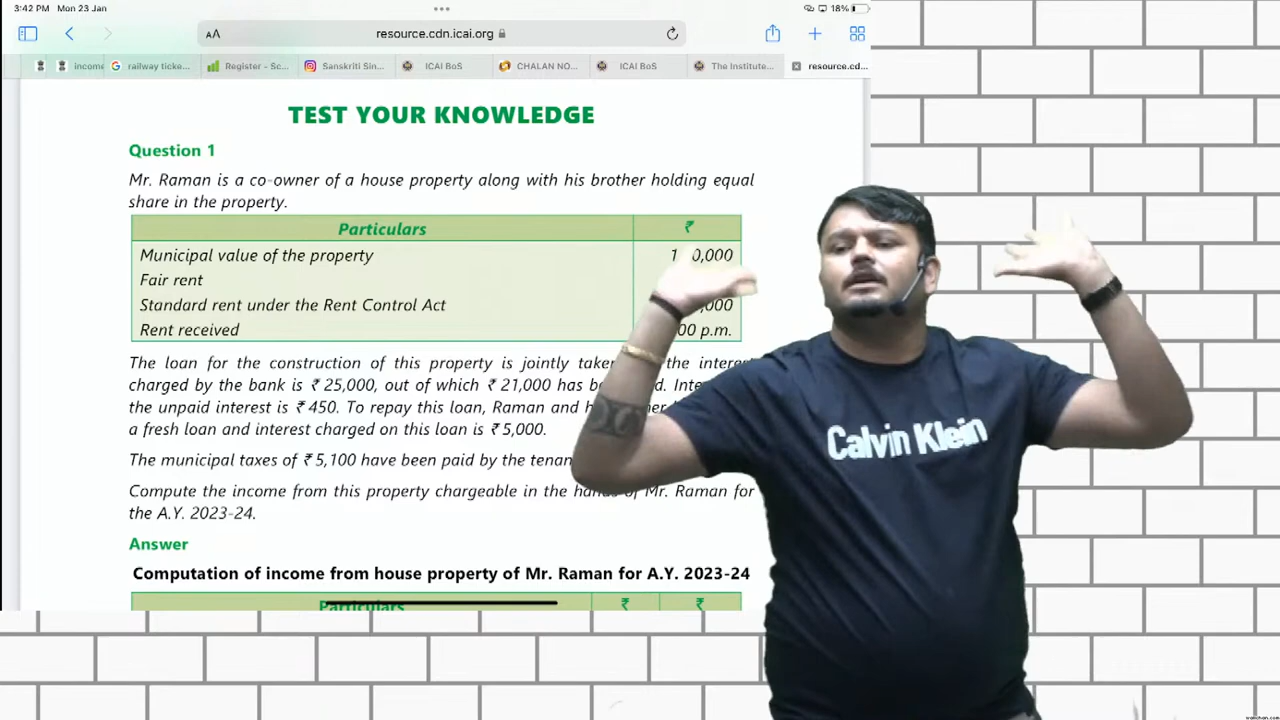 3:42 PM Mon 23 Jan
18%
AA
resource.cdn.icai.org
income
railway ticke...
Register - Sc...
Sanskriti Sin...
ICAI BoS
CHALAN NO...
ICAI BoS
The Institute...
resource.cd...
TEST YOUR KNOWLEDGE
Question 1
Mr. Raman is a co-owner of a house property along with his brother holding equal
share in the property.
Particulars ₹
Municipal value of the property
Fair rent
Standard rent under the Rent Control Act
Rent received p.m.
The loan for the construction of this property is jointly the
charged by the bank is ₹ 25,000, out of which ₹ 21,000 has
the unpaid interest is ₹ 450. To repay this loan, Raman and
a fresh loan and interest charged on this loan is ₹ 5,000.
The municipal taxes of ₹ 5,100 have been paid by the
Compute the income from this property chargeable in the of Mr. Raman for
the A.Y. 2023-24.
Answer
Computation of income from house property of Mr. Raman for A.Y. 2023-24
Particulars ₹ ₹
Calvin Klein